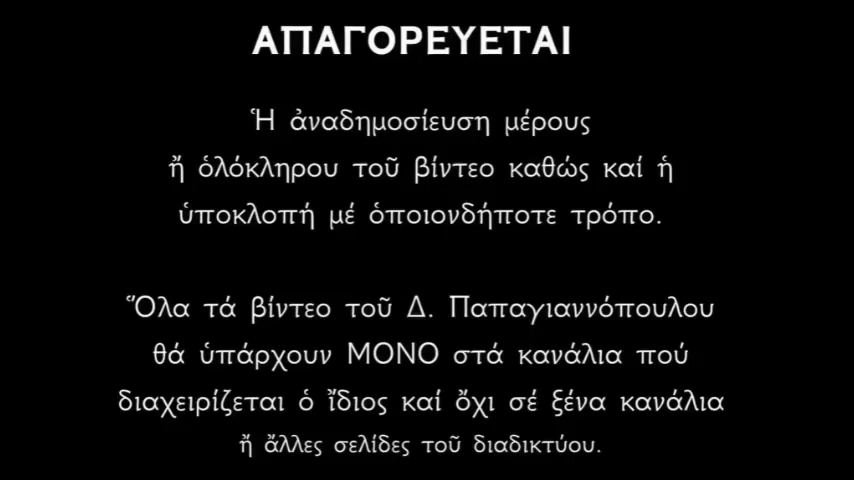 ΑΠΑΓΟΡΕΥΕΤΑΙ
Ἡ ἀναδημοσίευση μέρους
ἤ ὁλόκληρου τοῦ βίντεο καθώς καί ἡ
ὑποκλοπή μέ ὁποιονδήποτε τρόπο.
Ὅλα τά βίντεο τοῦ Δ. Παπαγιαννόπουλου
θά ὑπάρχουν ΜΟΝΟ στά κανάλια πού
διαχειρίζεται ὁ ἴδιος καί ὄχι σέ ξένα κανάλια
ἤ ἄλλες σελίδες τοῦ διαδικτύου.